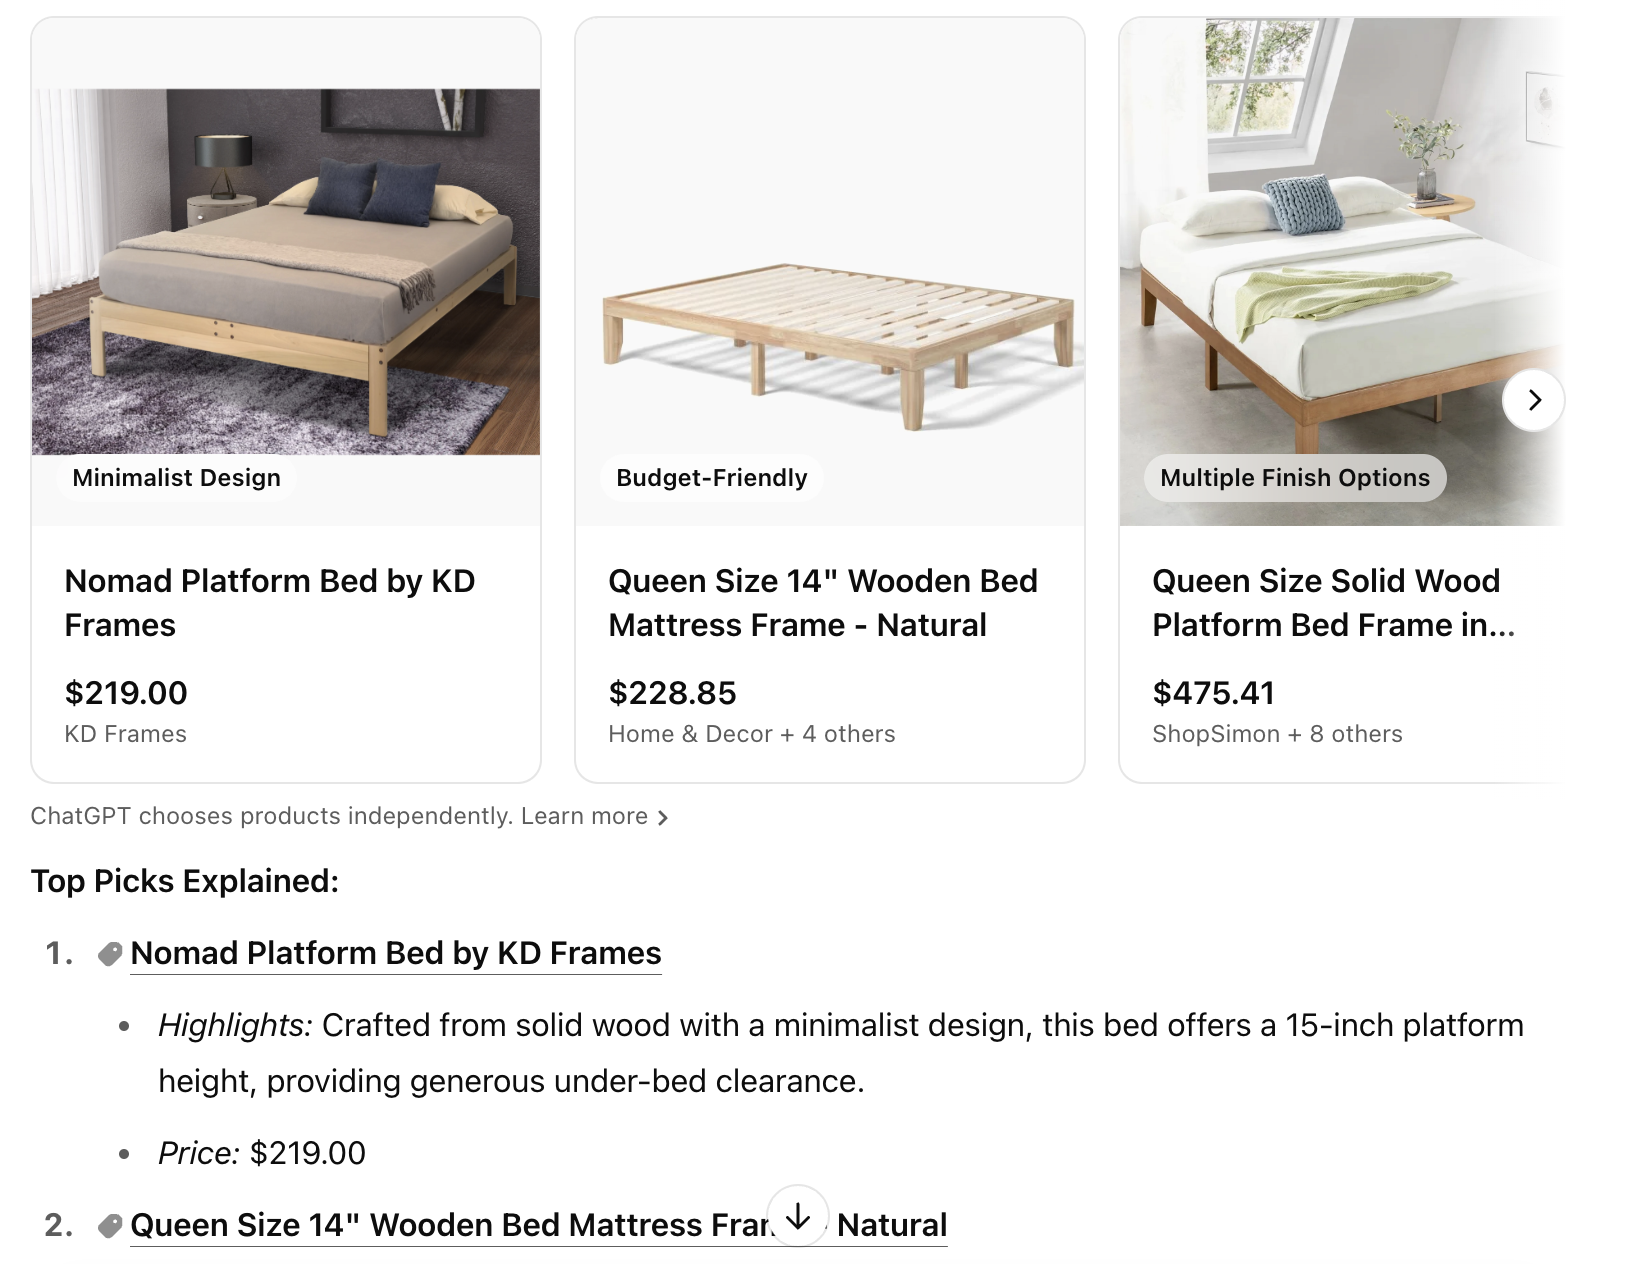 Minimalist Design
Budget-Friendly
Multiple Finish Options
Nomad Platform Bed by KD
Frames
$219.00
KD Frames
Queen Size 14" Wooden Bed
Mattress Frame - Natural
$228.85
Home & Decor + 4 others
Queen Size Solid Wood
Platform Bed Frame in...
$475.41
ShopSimon + 8 others
ChatGPT chooses products independently. Learn more >
Top Picks Explained:
1. Nomad Platform Bed by KD Frames
• Highlights: Crafted from solid wood with a minimalist design, this bed offers a 15-inch platform
height, providing generous under-bed clearance.
• Price: $219.00
2. Queen Size 14" Wooden Bed Mattress Natural